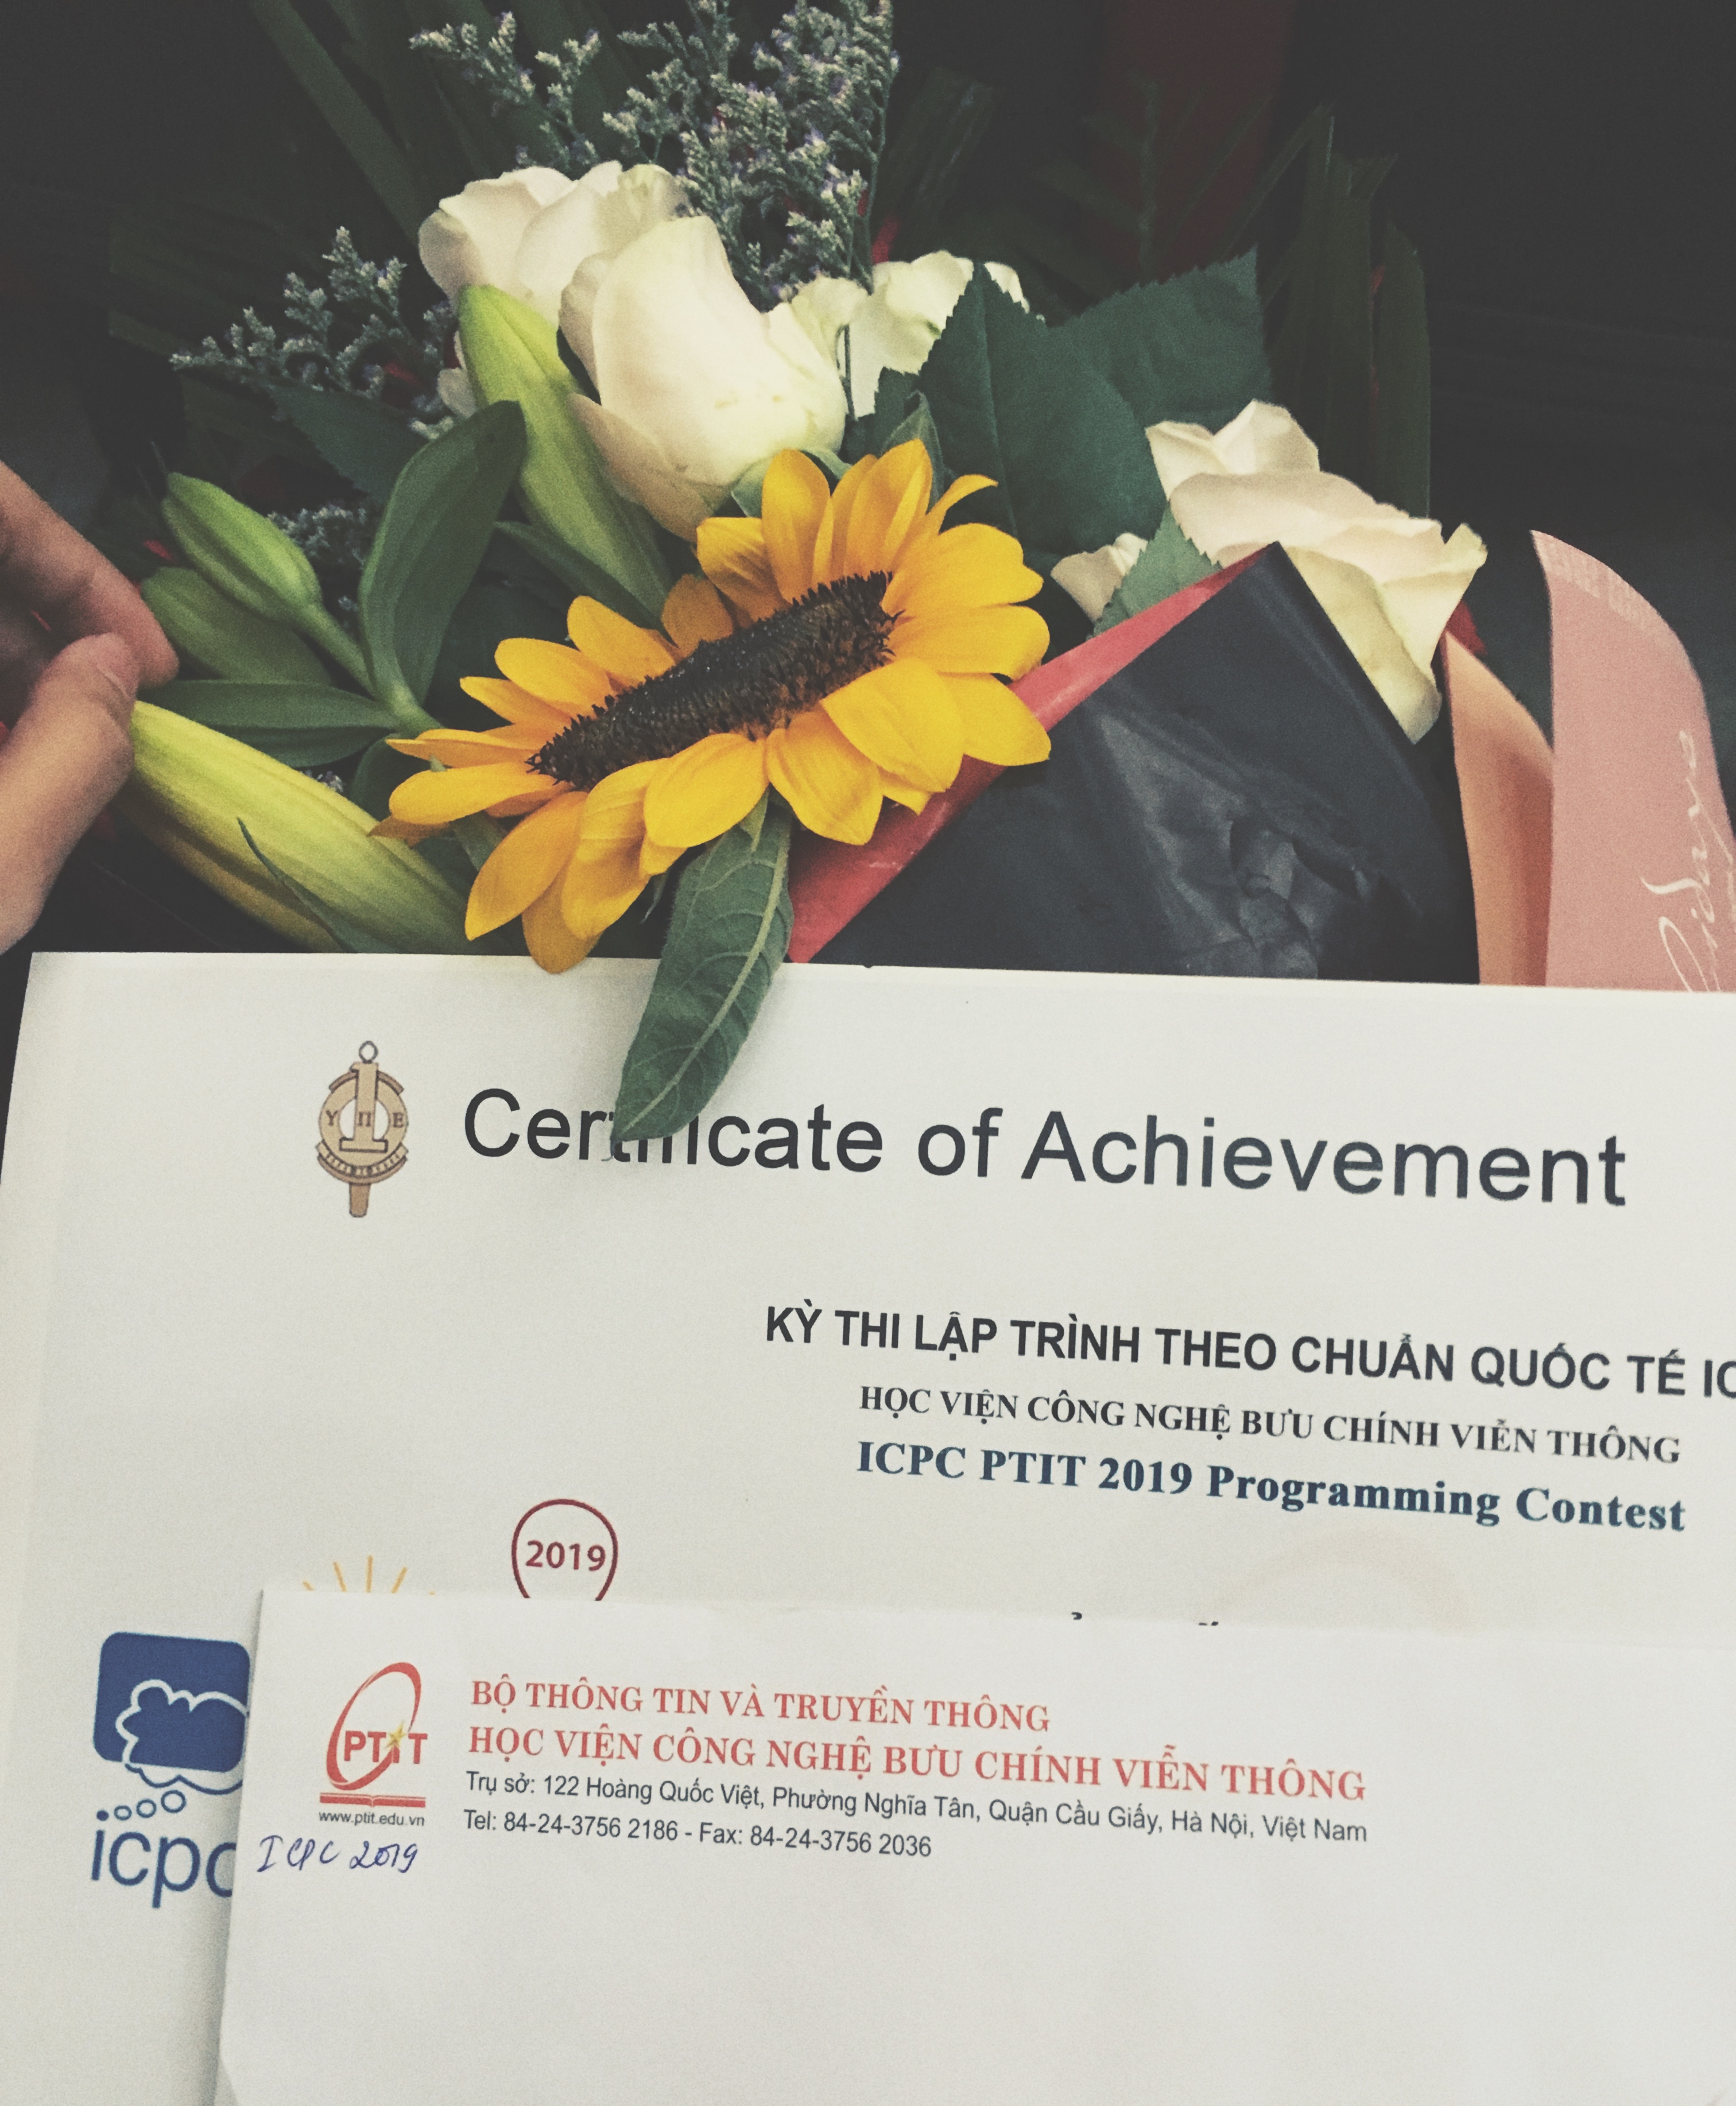 Certificate of Achievement
Υ Π Ε
KỲ THI LẬP TRÌNH THEO CHUẨN QUỐC TẾ
HỌC VIỆN CÔNG NGHỆ BƯU CHÍNH VIỄN THÔNG
ICPC PTIT 2019 Programming Contest
2019
icpc
PTIT
www.ptit.edu.vn
BỘ THÔNG TIN VÀ TRUYỀN THÔNG
HỌC VIỆN CÔNG NGHỆ BƯU CHÍNH VIỄN THÔNG
Trụ sở: 122 Hoàng Quốc Việt, Phường Nghĩa Tân, Quận Cầu Giấy, Hà Nội, Việt Nam
Tel: 84-24-3756 2186 - Fax: 84-24-3756 2036
ICPC 2019